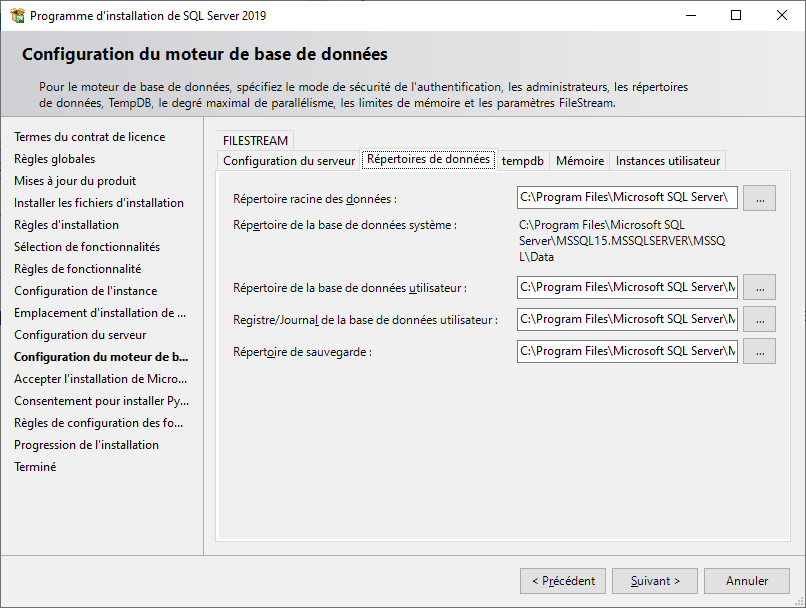 Programme d'installation de SQL Server 2019
Configuration du moteur de base de données
Pour le moteur de base de données, spécifiez le mode de sécurité de l'authentification, les administrateurs, les répertoires
de données, TempDB, le degré maximal de parallélisme, les limites de mémoire et les paramètres FileStream.
Termes du contrat de licence
Règles globales
Mises à jour du produit
Installer les fichiers d'installation
Règles d'installation
Sélection de fonctionnalités
Règles de fonctionnalité
Configuration de l'instance
Emplacement d'installation de ...
Configuration du serveur
Configuration du moteur de b...
Accepter l'installation de Micro...
Consentement pour installer Py...
Règles de configuration des fo...
Progression de l'installation
Terminé
FILESTREAM
Configuration du serveur Répertoires de données tempdb Mémoire Instances utilisateur
Répertoire racine des données : C:\Program Files\Microsoft SQL Server\ ...
Répertoire de la base de données système : C:\Program Files\Microsoft SQL
Server\MSSQL15.MSSQLSERVER\MSSQ
L\Data
Répertoire de la base de données utilisateur : C:\Program Files\Microsoft SQL Server\M ...
Registre/Journal de la base de données utilisateur : C:\Program Files\Microsoft SQL Server\M ...
Répertoire de sauvegarde : C:\Program Files\Microsoft SQL Server\M ...
< Précédent Suivant > Annuler